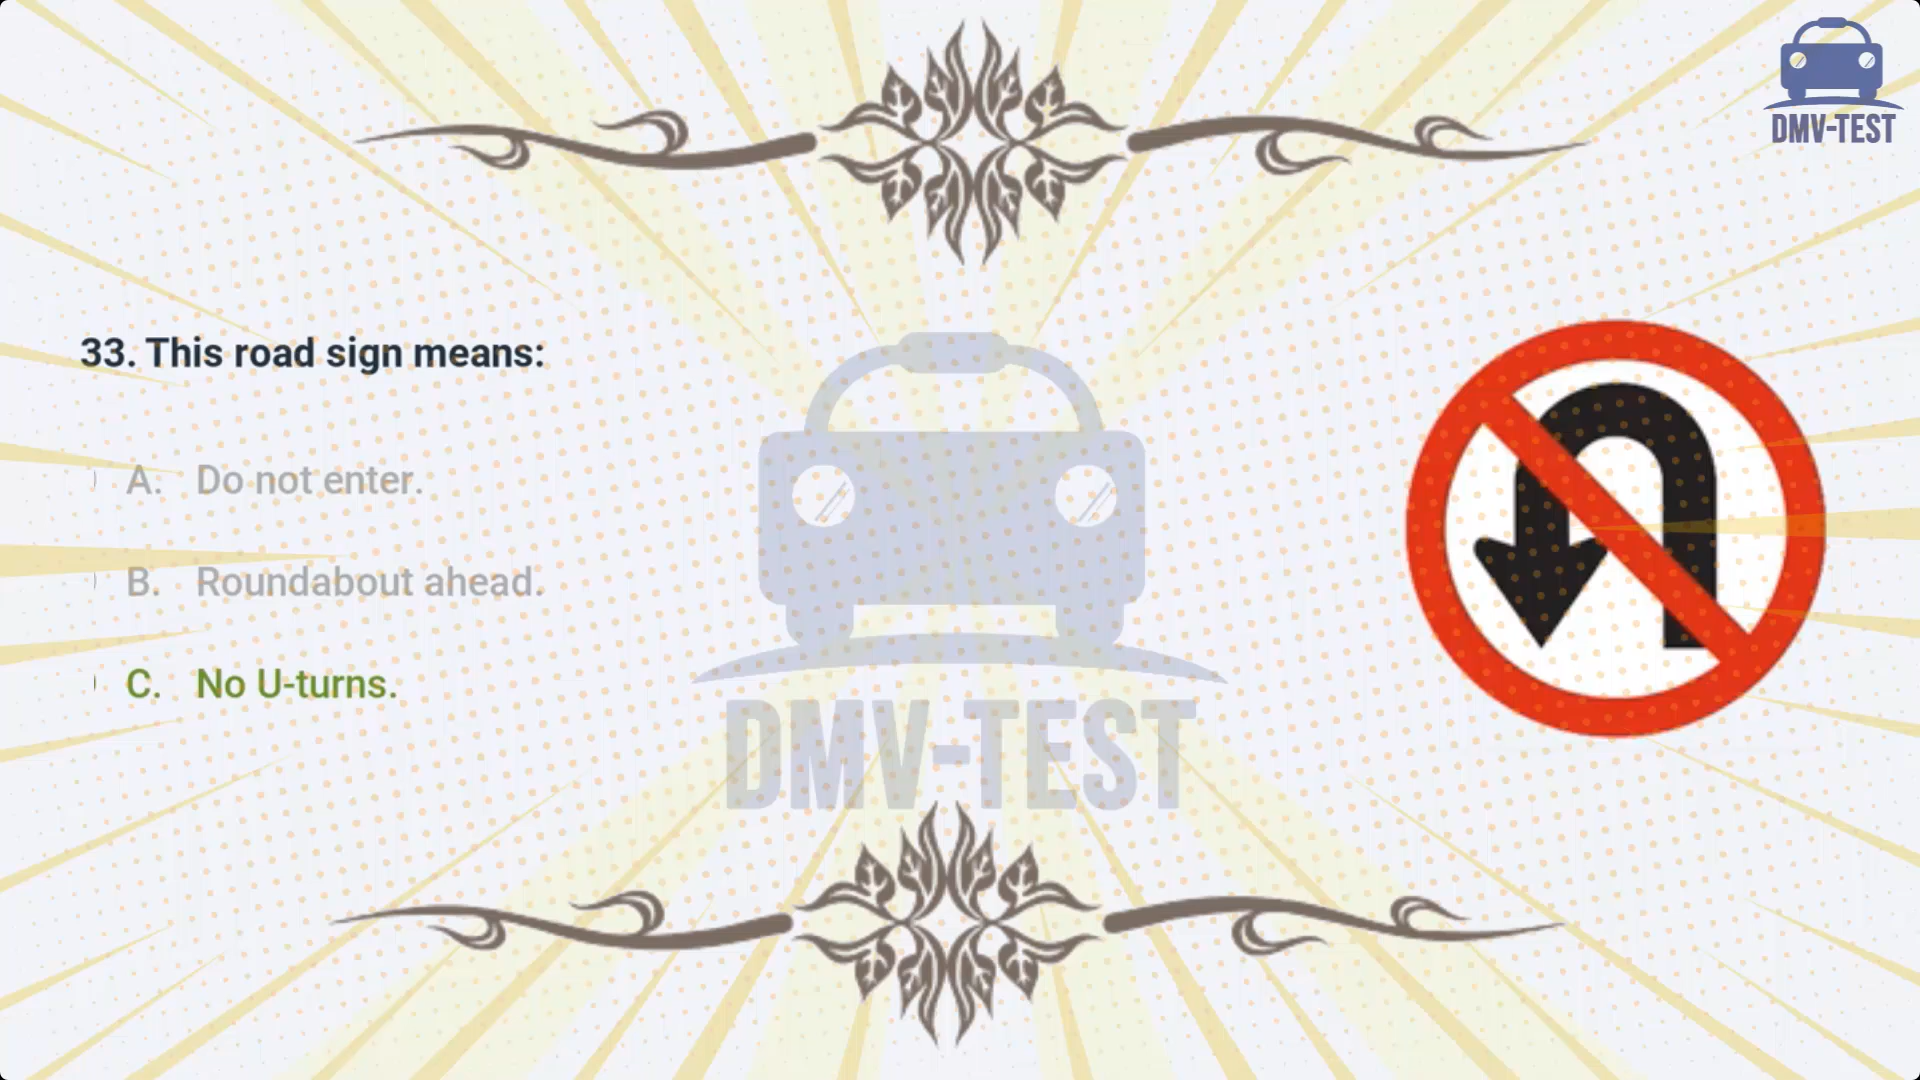 DMV-TEST
33. This road sign means:
A. Do not enter.
B. Roundabout ahead.
C. No U-turns.
DMV-TEST